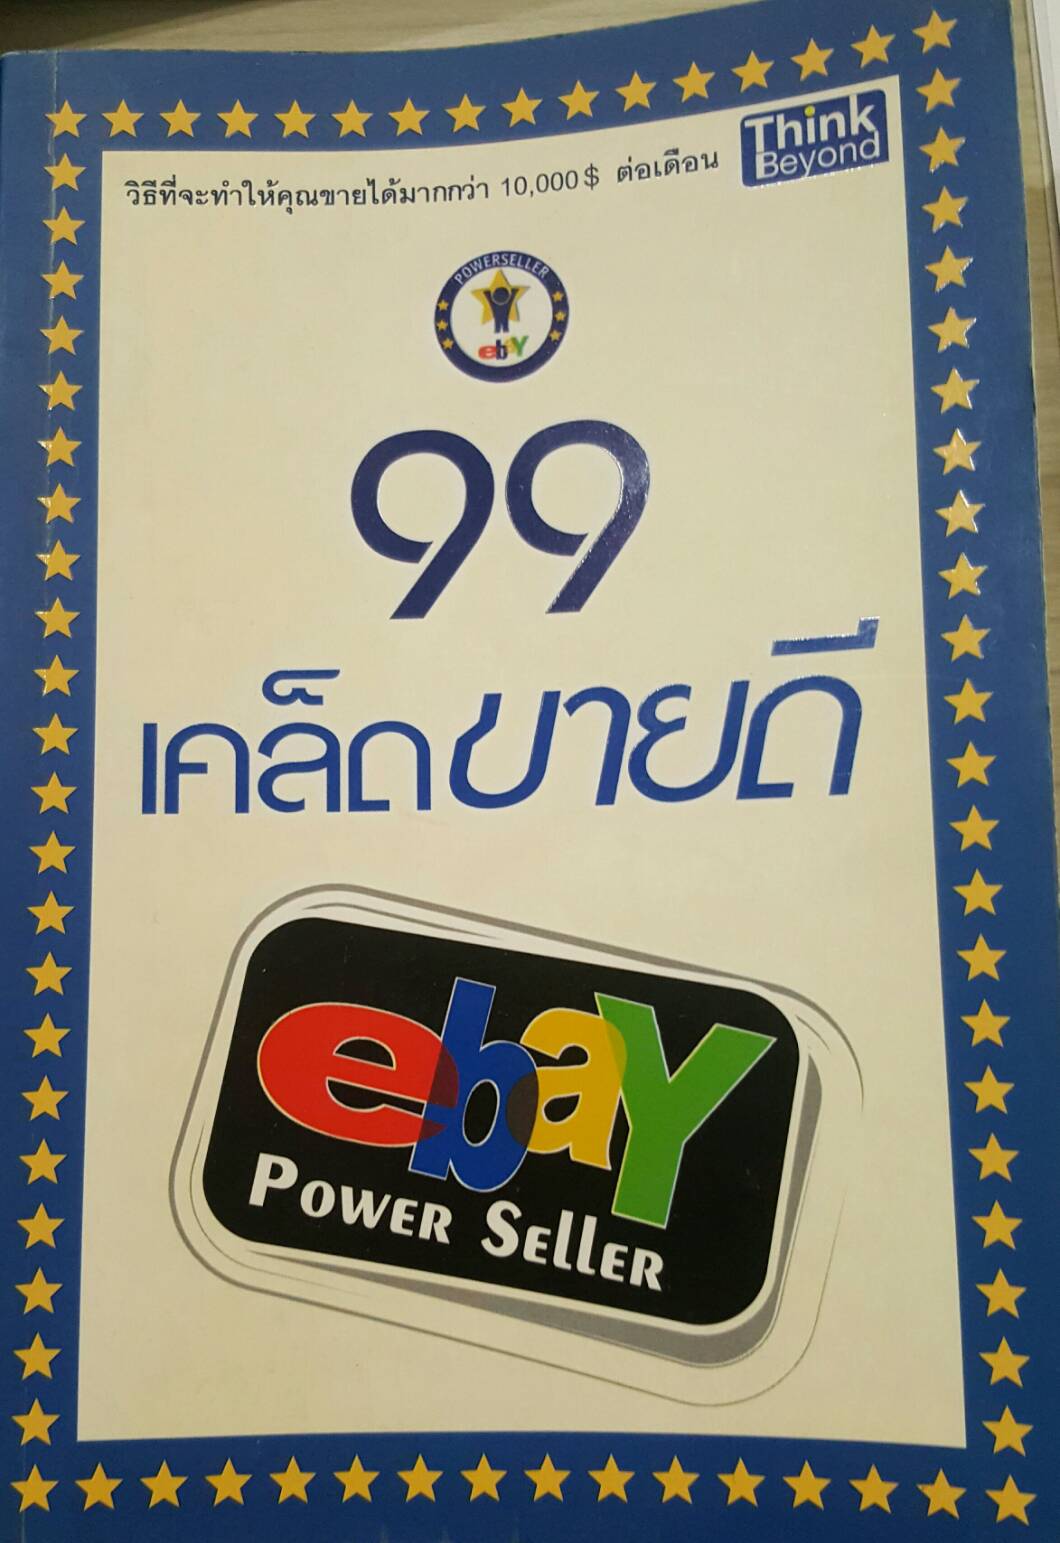 Think
Beyond
วิธีที่จะทำให้คุณขายได้มากกว่า 10,000$ ต่อเดือน
POWERSELLER
ebay
99
เคล็ดขายดี
ebay
POWER SELLER